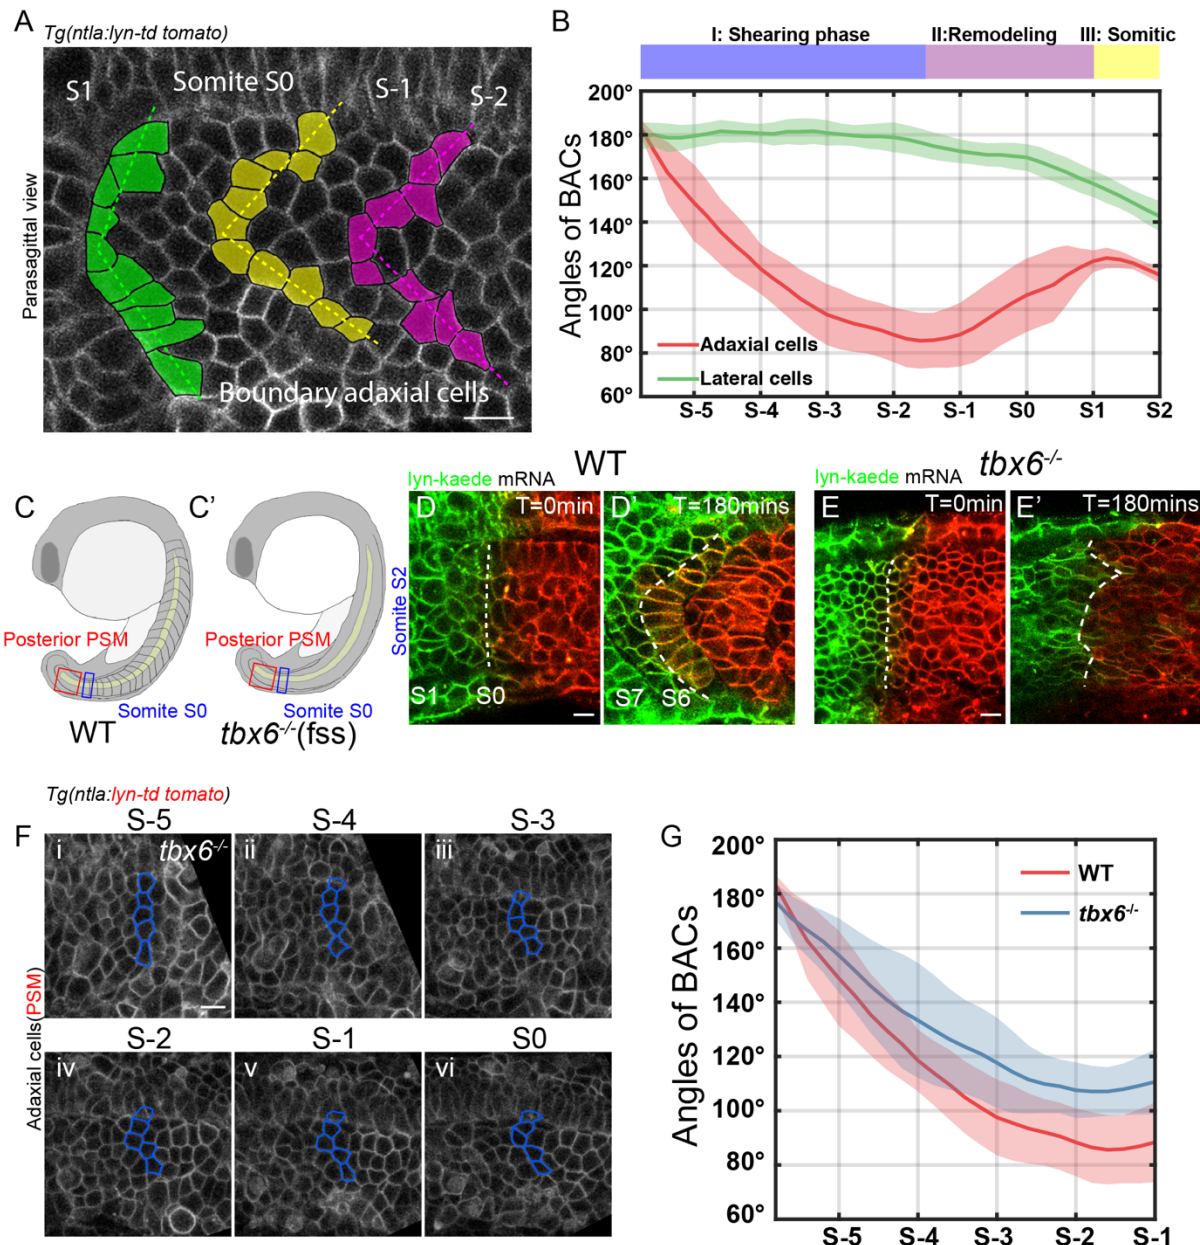 A
Tg(ntla:lyn-td tomato)
Parasagittal view
S1
Somite S0
S-1
S-2
Boundary adaxial cells
B
I: Shearing phase
II:Remodeling
III: Somitic
Angles of BACs
200°
180°
160°
140°
120°
100°
80°
60°
Adaxial cells
Lateral cells
S-5 S-4 S-3 S-2 S-1 S0 S1 S2
C
Posterior PSM
Somite S0
WT
C'
Posterior PSM
Somite S0
tbx6-/-(fss)
WT
lyn-kaede mRNA
Somite S2
D
T=0min
S1 S0
D'
T=180mins
S7 S6
tbx6-/-
lyn-kaede mRNA
E
T=0min
E'
T=180mins
Tg(ntla:lyn-td tomato)
F
Adaxial cells(PSM)
S-5 S-4 S-3
i tbx6-/- ii iii
S-2 S-1 S0
iv v vi
G
Angles of BACs
200°
180°
160°
140°
120°
100°
80°
60°
WT
tbx6-/-
S-5 S-4 S-3 S-2 S-1